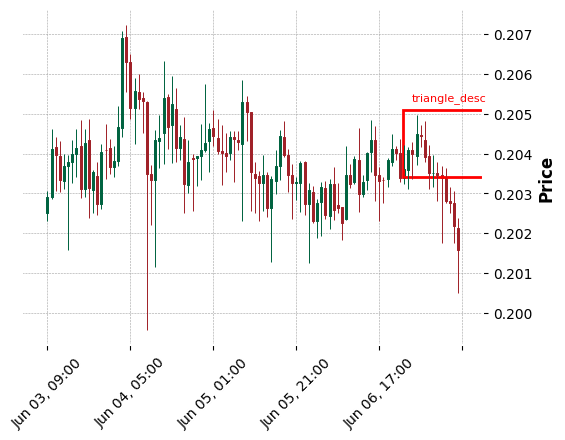 0.207
0.206
triangle_desc
0.205
0.204
0.203
0.202
0.201
0.200
Price
Jun 03, 09:00
Jun 04, 05:00
Jun 05, 01:00
Jun 05, 21:00
Jun 06, 17:00